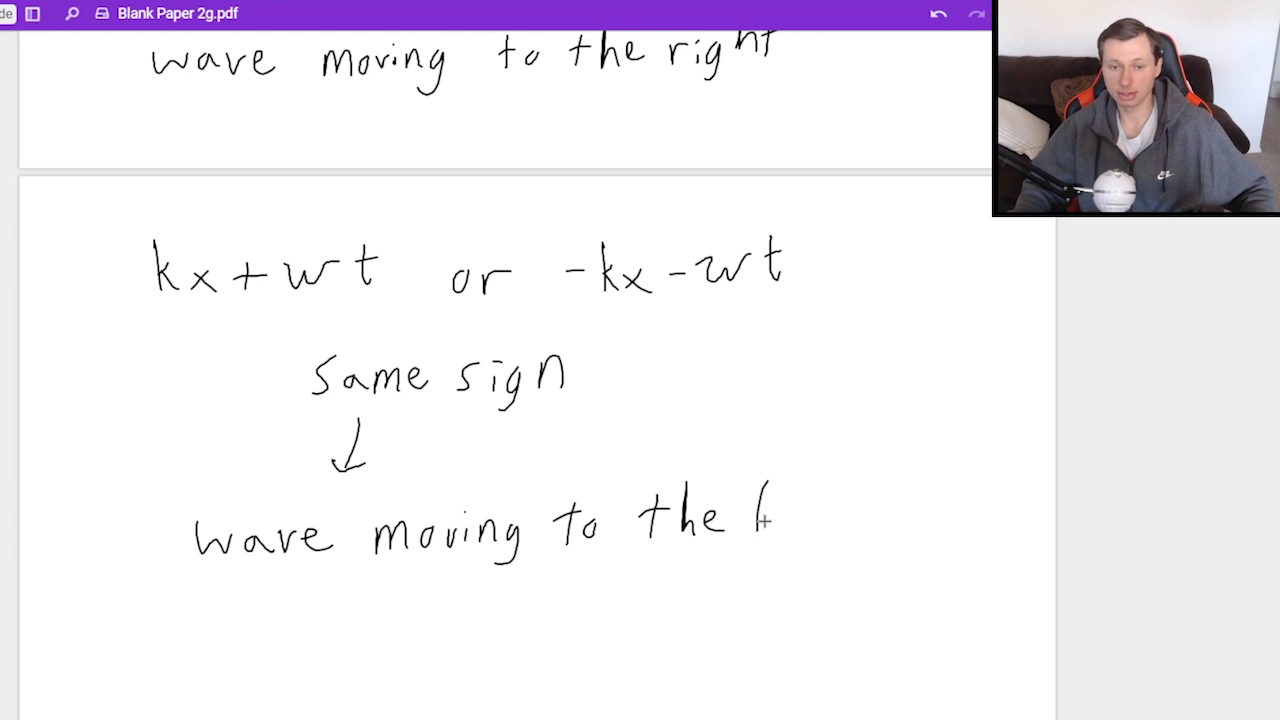 de
Blank Paper 2g.pdf
wave moving to the right
kx + wt or -kx - wt
same sign
wave moving to the